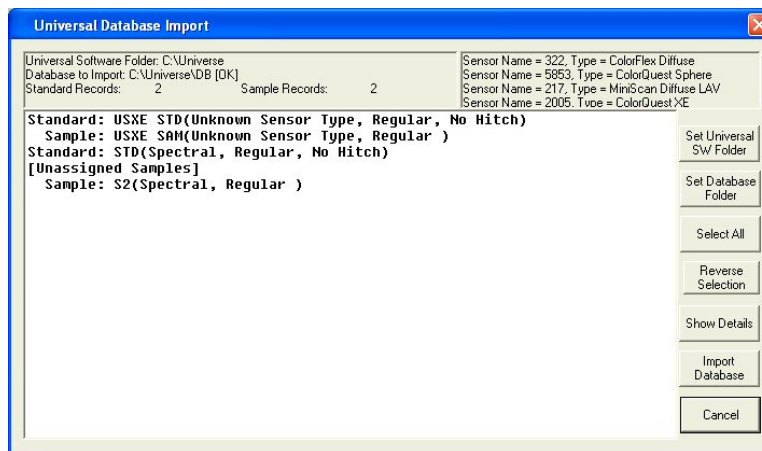 Universal Database Import
Universal Software Folder: C:\Universe
Database to Import: C:\Universe\DB [OK]
Standard Records: 2 Sample Records: 2
Sensor Name = 322, Type = ColorFlex Diffuse
Sensor Name = 5853, Type = ColorQuest Sphere
Sensor Name = 217, Type = MiniScan Diffuse LAV
Sensor Name = 2005, Type = ColorQuest XE
Standard: USXE STD(Unknown Sensor Type, Regular, No Hitch)
Sample: USXE SAM(Unknown Sensor Type, Regular )
Standard: STD(Spectral, Regular, No Hitch)
[Unassigned Samples]
Sample: S2(Spectral, Regular )
Set Universal
SW Folder
Set Database
Folder
Select All
Reverse
Selection
Show Details
Import
Database
Cancel